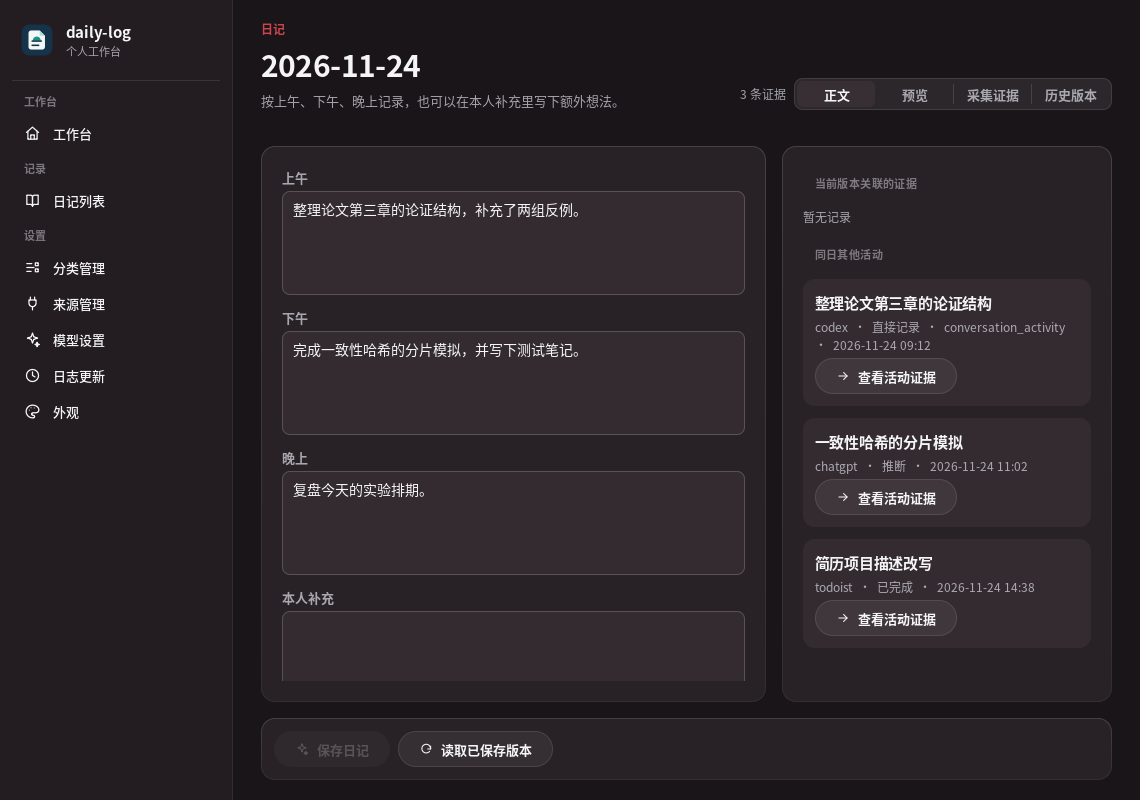 daily-log
个人工作台
工作台
工作台
记录
日记列表
设置
分类管理
来源管理
模型设置
日志更新
外观
日记
2026-11-24
按上午、下午、晚上记录，也可以在本人补充里写下额外想法。
3 条证据
正文
预览
采集证据
历史版本
上午
整理论文第三章的论证结构，补充了两组反例。
下午
完成一致性哈希的分片模拟，并写下测试笔记。
晚上
复盘今天的实验排期。
本人补充
当前版本关联的证据
暂无记录
同日其他活动
整理论文第三章的论证结构
codex • 直接记录 • conversation_activity
• 2026-11-24 09:12
查看活动证据
一致性哈希的分片模拟
chatgpt • 推断 • 2026-11-24 11:02
查看活动证据
简历项目描述改写
todoist • 已完成 • 2026-11-24 14:38
查看活动证据
保存日记
读取已保存版本